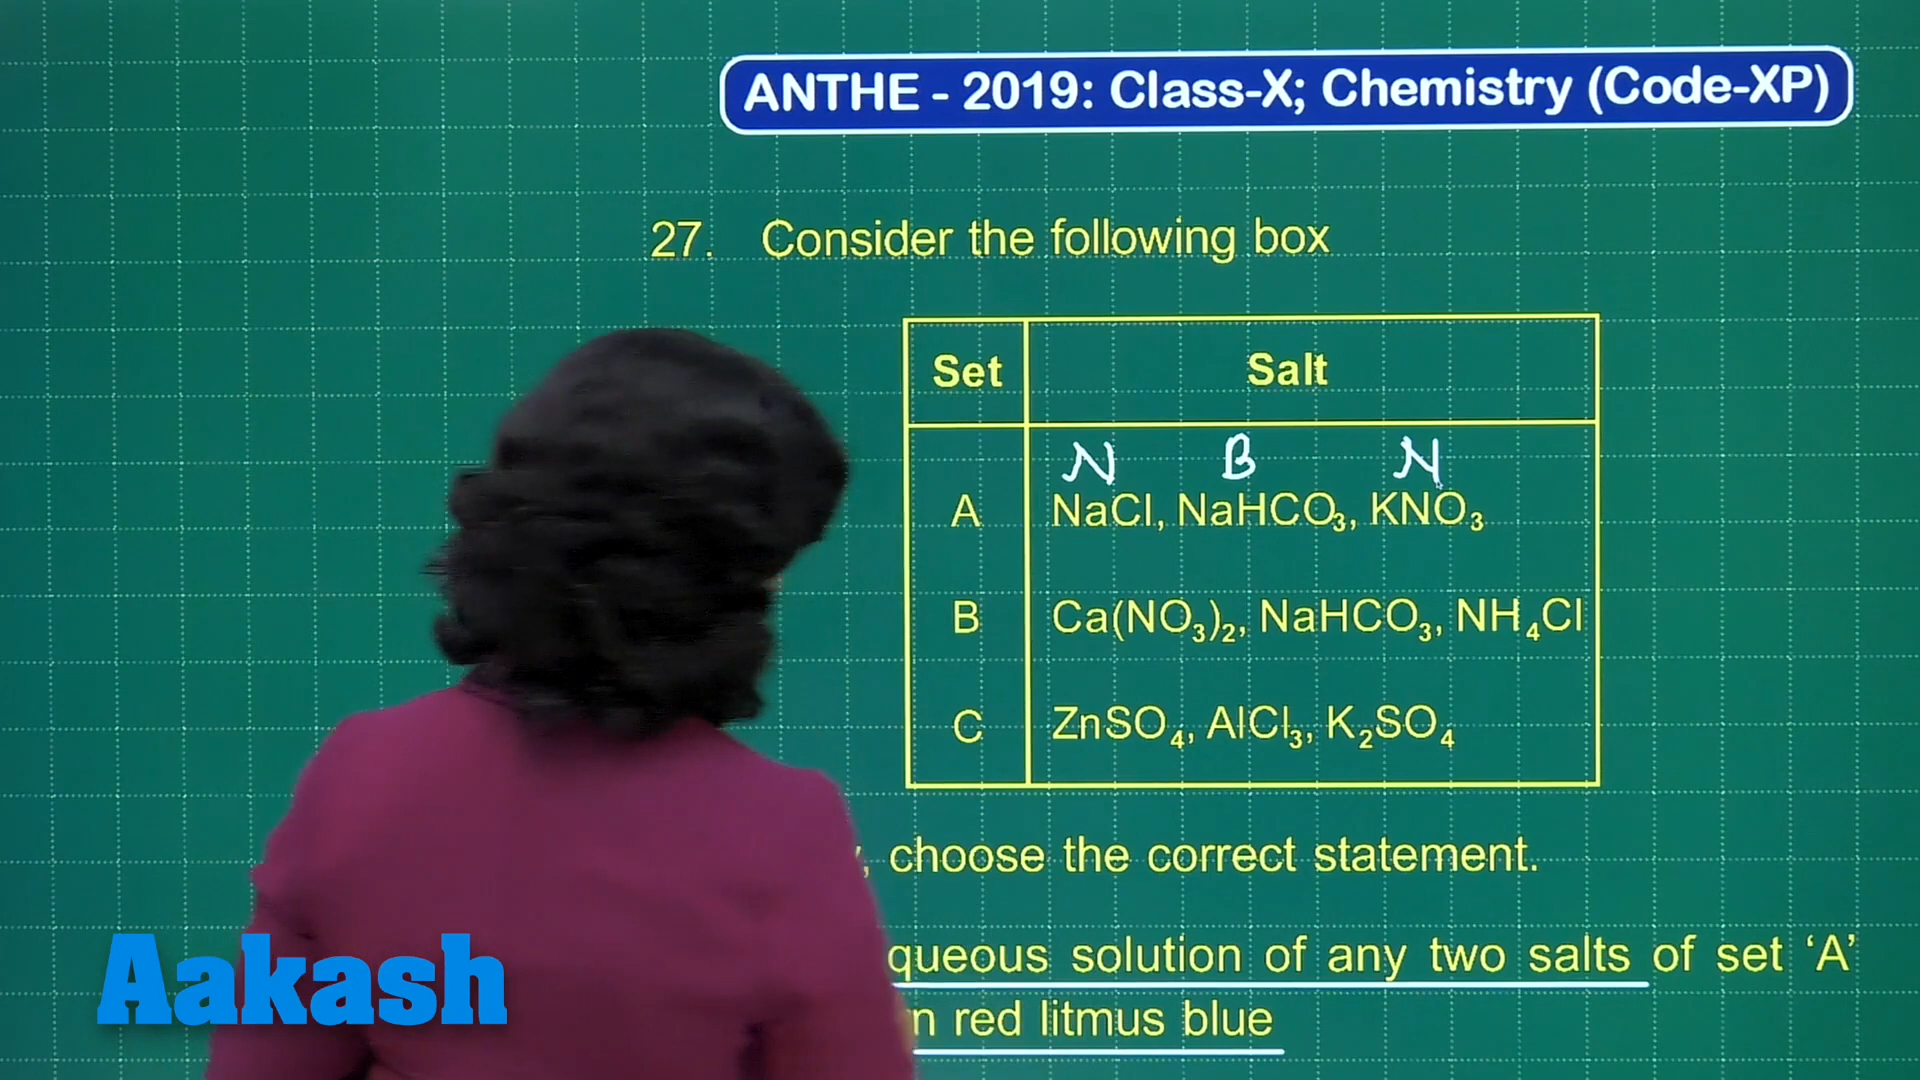 ANTHE - 2019: Class-X; Chemistry (Code-XP)
27. Consider the following box
Set Salt
N B N
A NaCl, NaHCO₃, KNO₃
B Ca(NO₃)₂, NaHCO₃, NH₄Cl
C ZnSO₄, AlCl₃, K₂SO₄
, choose the correct statement.
queous solution of any two salts of set ‘A’
n red litmus blue
Aakash